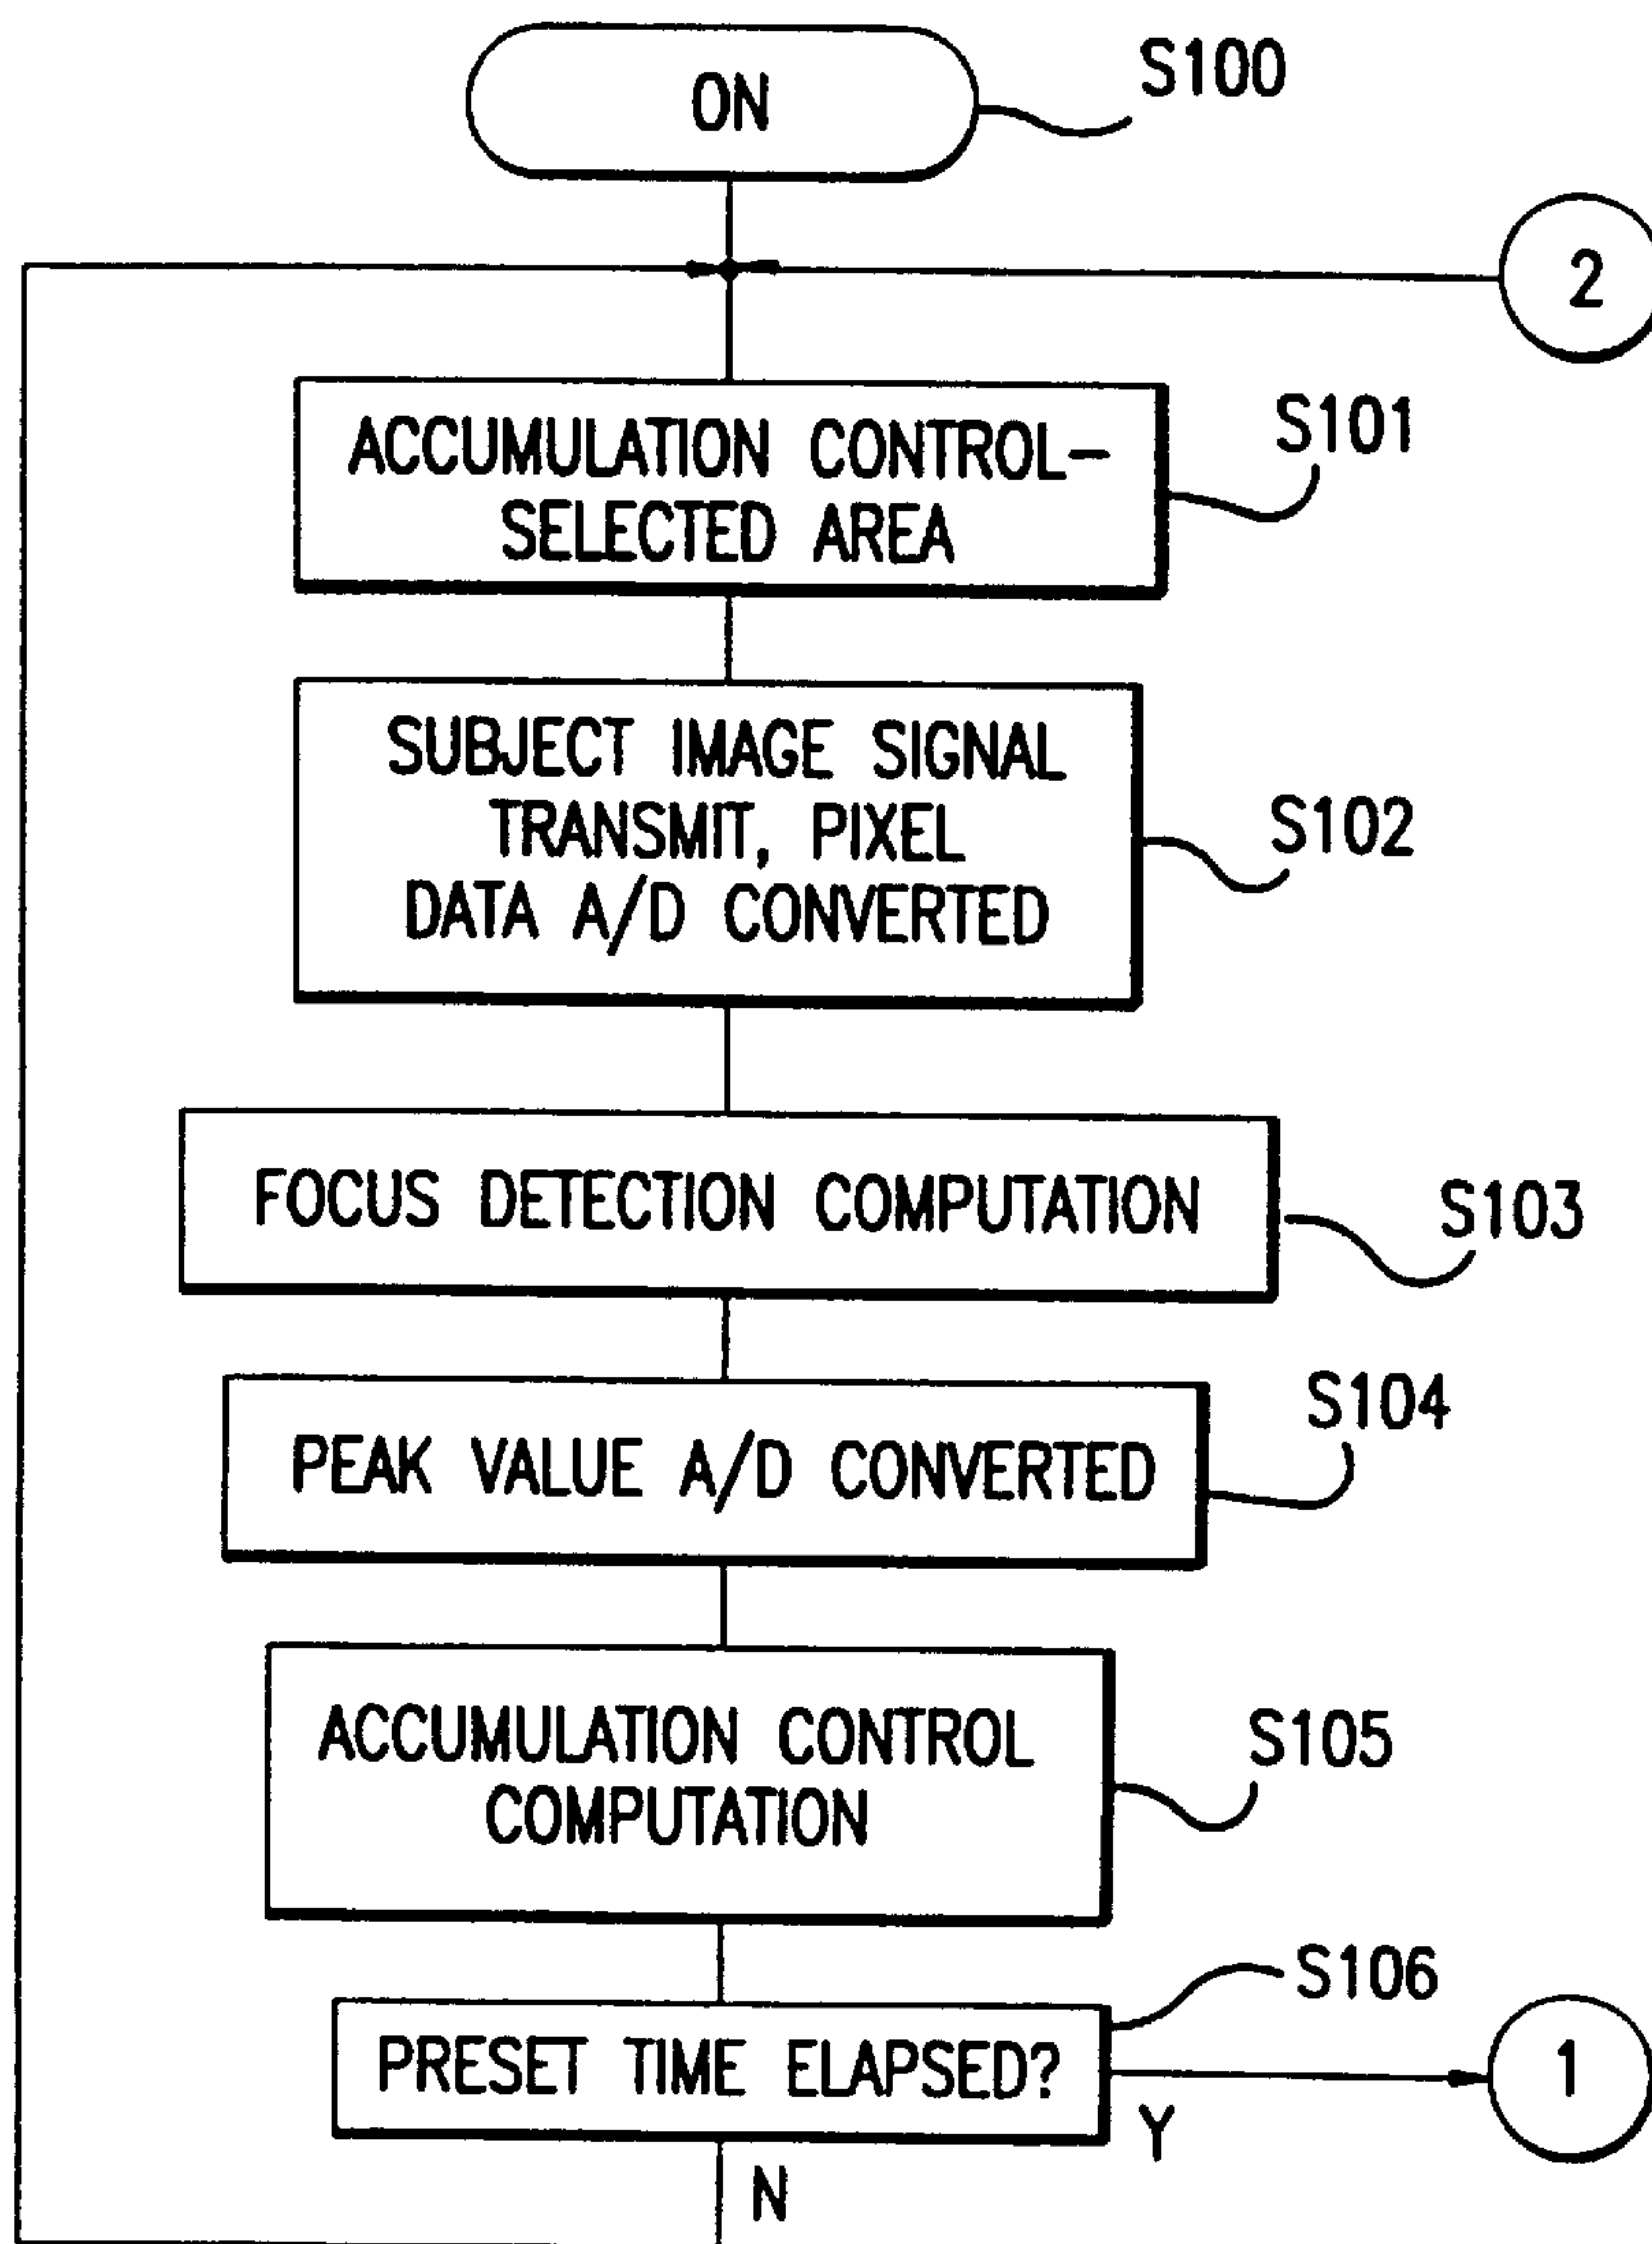 ON
S100
2
ACCUMULATION CONTROL-
SELECTED AREA
S101
SUBJECT IMAGE SIGNAL
TRANSMIT, PIXEL
DATA A/D CONVERTED
S102
FOCUS DETECTION COMPUTATION
S103
PEAK VALUE A/D CONVERTED
S104
ACCUMULATION CONTROL
COMPUTATION
S105
S106
PRESET TIME ELAPSED?
1
Y
N